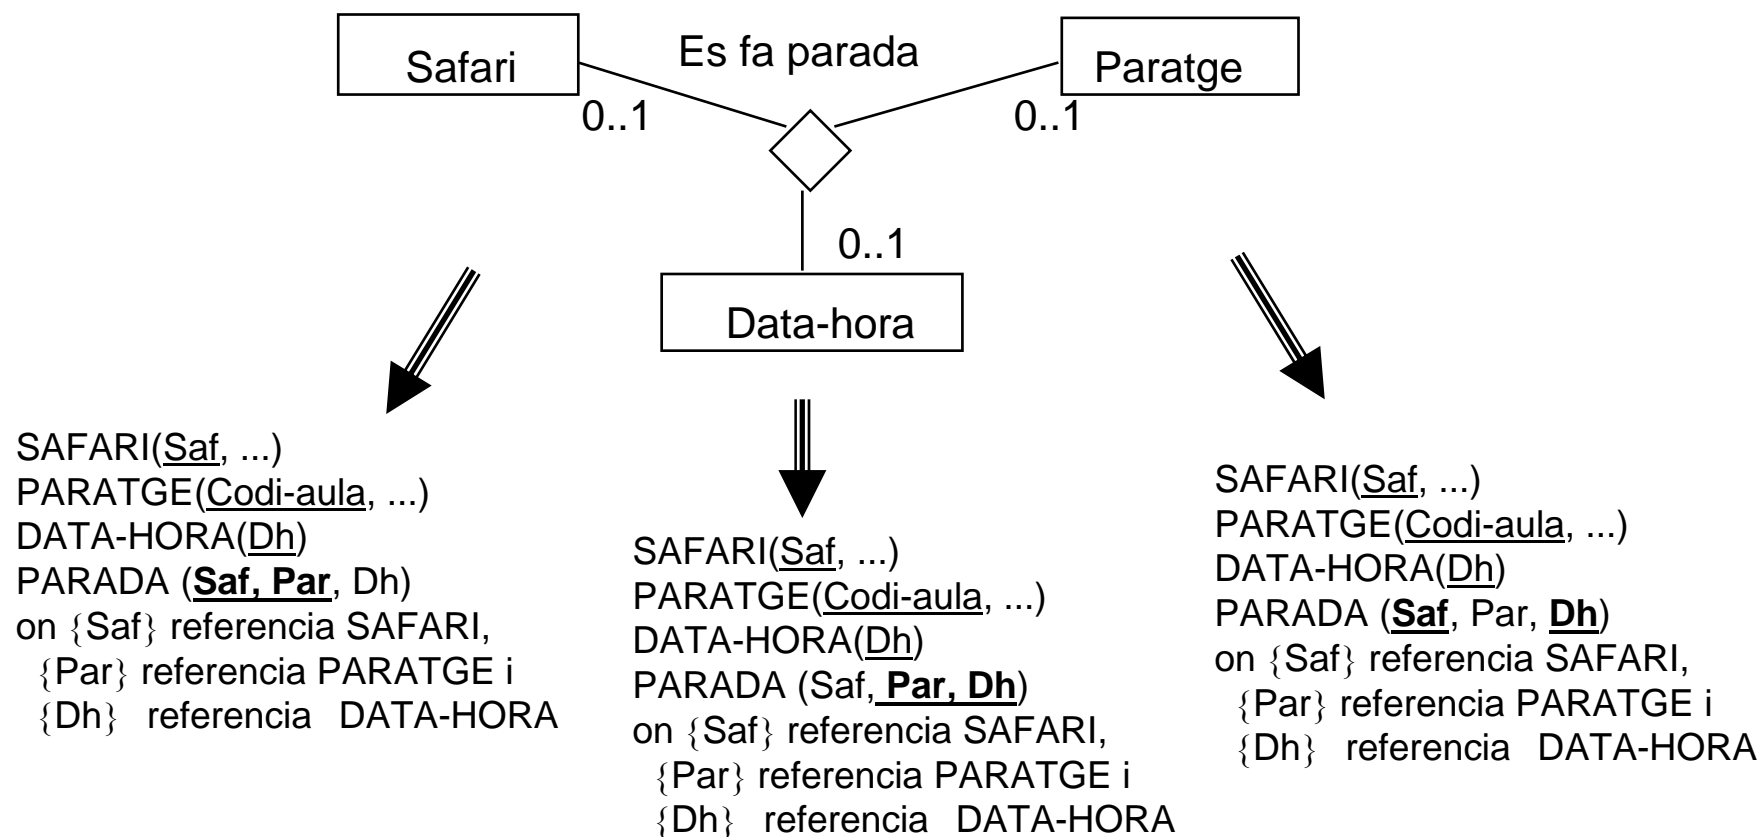 Safari
Es fa parada
Paratge
0..1
0..1
0..1
Data-hora
SAFARI(Saf, ...)
PARATGE(Codi-aula, ...)
DATA-HORA(Dh)
PARADA (Saf, Par, Dh)
on {Saf} referencia SAFARI,
{Par} referencia PARATGE i
{Dh} referencia DATA-HORA
SAFARI(Saf, ...)
PARATGE(Codi-aula, ...)
DATA-HORA(Dh)
PARADA (Saf, Par, Dh)
on {Saf} referencia SAFARI,
{Par} referencia PARATGE i
{Dh} referencia DATA-HORA
SAFARI(Saf, ...)
PARATGE(Codi-aula, ...)
DATA-HORA(Dh)
PARADA (Saf, Par, Dh)
on {Saf} referencia SAFARI,
{Par} referencia PARATGE i
{Dh} referencia DATA-HORA